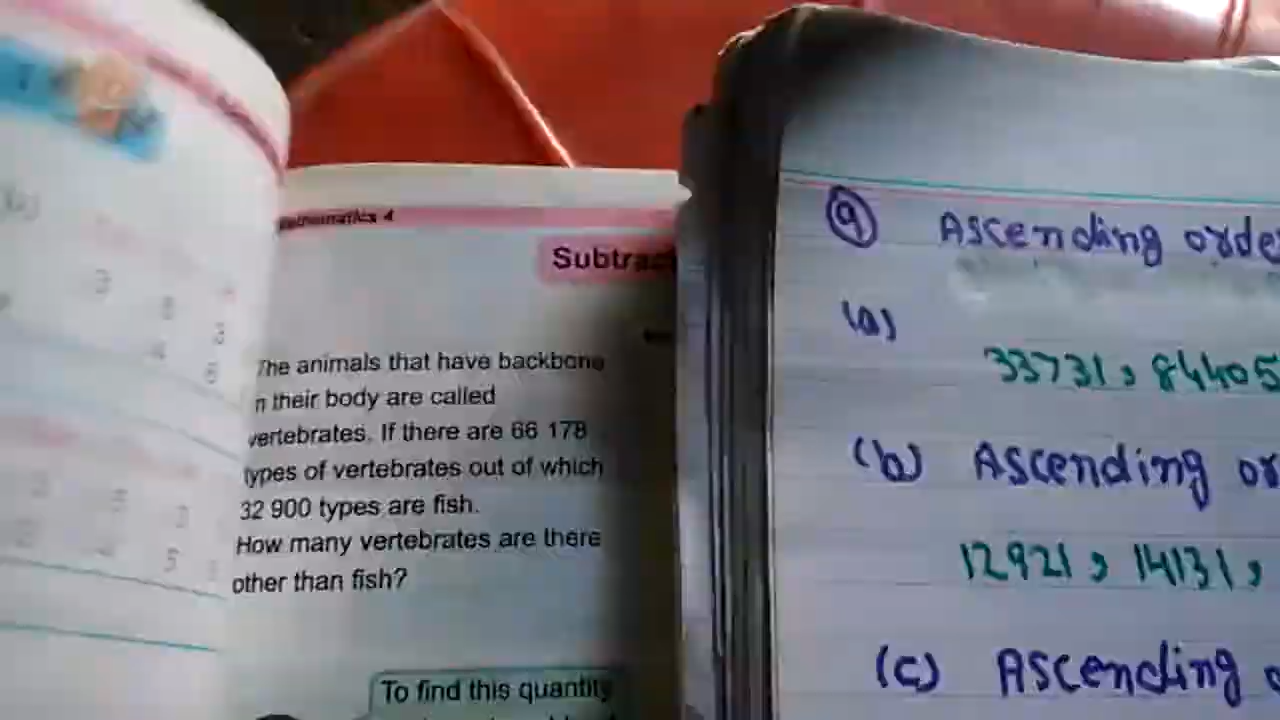 Mathematics 4
Subtrac
The animals that have backbone
n their body are called
vertebrates. If there are 66 178
types of vertebrates out of which
32 900 types are fish.
How many vertebrates are there
other than fish?
To find this quantity
9 Ascending orde
(a)
33731, 84405
(b) Ascending or
12921, 14131,
(c) Ascending o